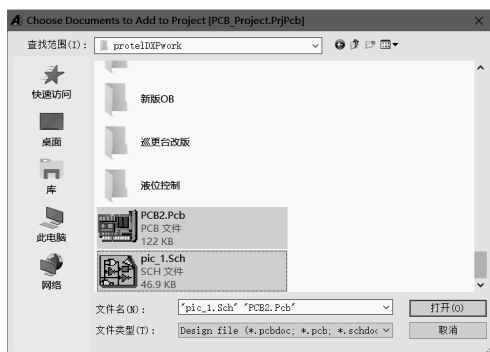 Choose Documents to Add to Project [PCB_Project.PrjPcb]
查找范围(I): protelDXPwork
快速访问
桌面
库
此电脑
网络
新版OB
巡更台改版
液位控制
PCB2.Pcb
PCB 文件
122 KB
pic_1.Sch
SCH 文件
46.9 KB
文件名(N): "pic_1.Sch" "PCB2.Pcb"
打开(O)
文件类型(T): Design file (*.pcbdoc; *.pcb; *.schdoc
取消